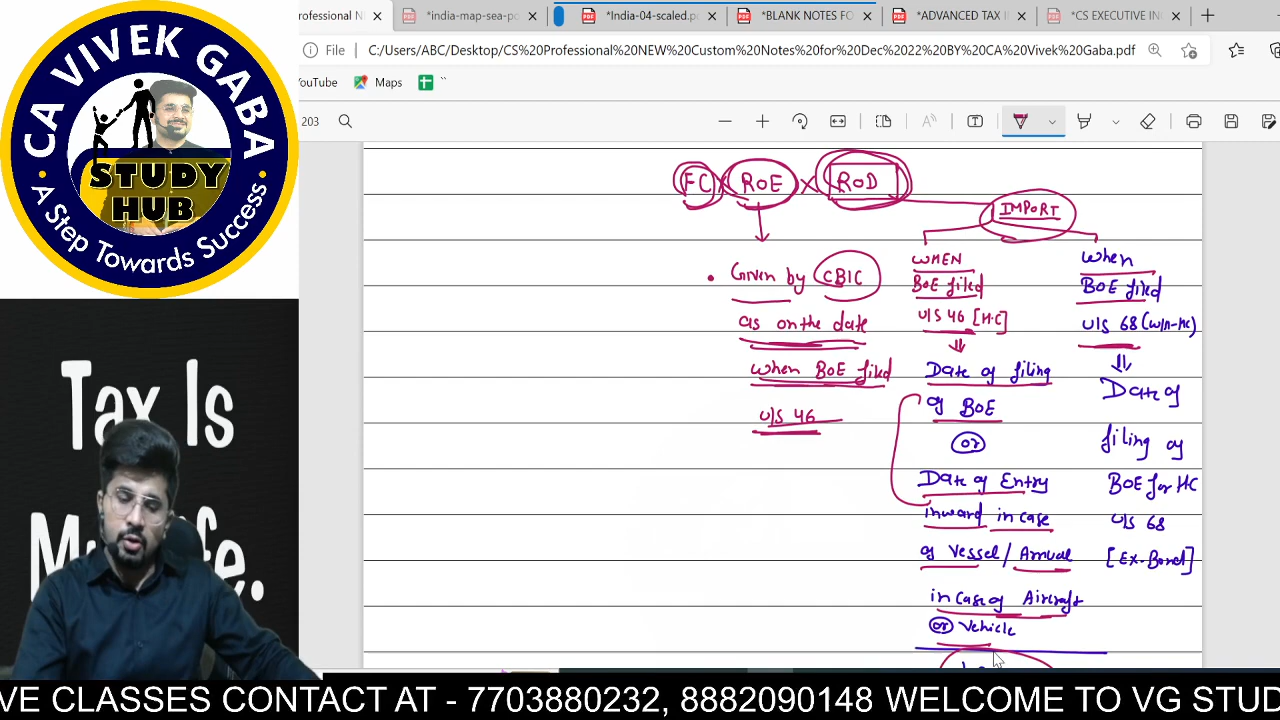 CA VIVEK GABA
STUDY
HUB
A Step Towards Success
Tax Is
rofessional N
*india-map-sea-po
*India-04-scaled.p
*BLANK NOTES FO
*ADVANCED TAX
*CS EXECUTIVE IN
File
C:/Users/ABC/Desktop/CS%20Professional%20NEW%20Custom%20Notes%20for%20Dec%2022%20BY%20CA%20Vivek%20Gaba.pdf
ouTube
Maps
``
203
FC X ROE X ROD
IMPORT
• Given by CBIC
as on the date
when BOE filed
U/S 46
WHEN
BOE filed
U/S 46 [HC]
Date of filing
of BOE
or
Date of Entry
inward in case
of Vessel / Arrival
in case of Aircraft
or Vehicle
when
BOE filed
U/S 68 (W/H-HC)
Date of
filing of
BOE for HC
U/S 68
[Ex-Bond]
VE CLASSES CONTACT AT - 7703880232, 8882090148 WELCOME TO VG STUD